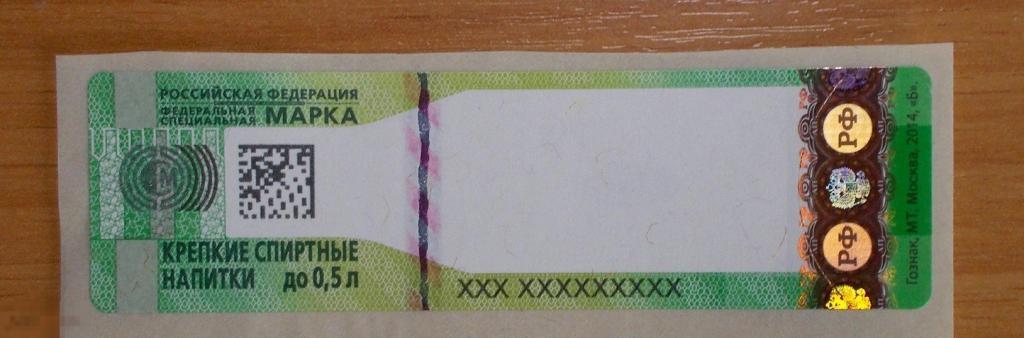 РОССИЙСКАЯ ФЕДЕРАЦИЯ
ФЕДЕРАЛЬНАЯ
СПЕЦИАЛЬНАЯ МАРКА
КРЕПКИЕ СПИРТНЫЕ
НАПИТКИ до 0,5 л
XXX XXXXXXXXX
РФ
РФ
Гознак, МТ, Москва, 2014, «Б».